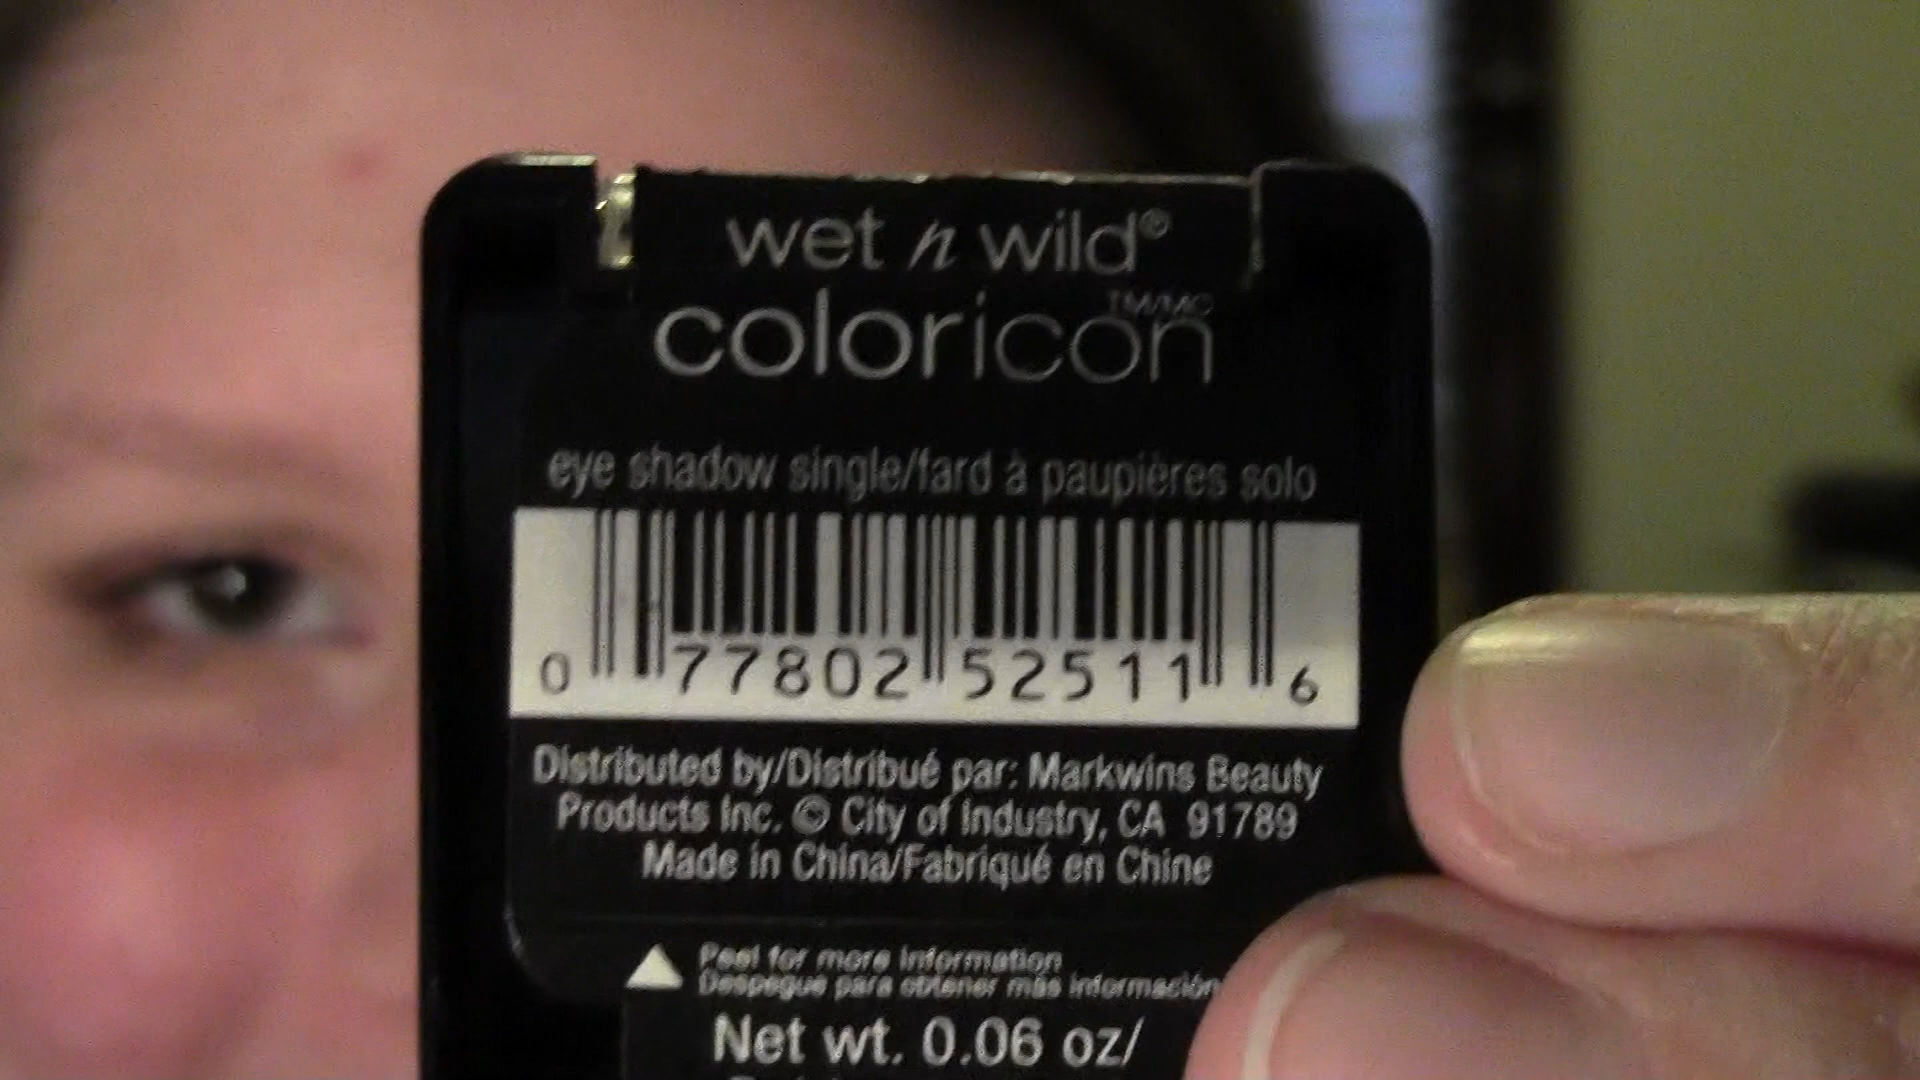 wet n wild®
coloricon TM/MC
eye shadow single/fard à paupières solo
0 77802 52511 6
Distributed by/Distribué par: Markwins Beauty
Products Inc. © City of Industry, CA 91789
Made in China/Fabriqué en Chine
Peel for more information
Despegue para obtener más información
Net wt. 0.06 oz/